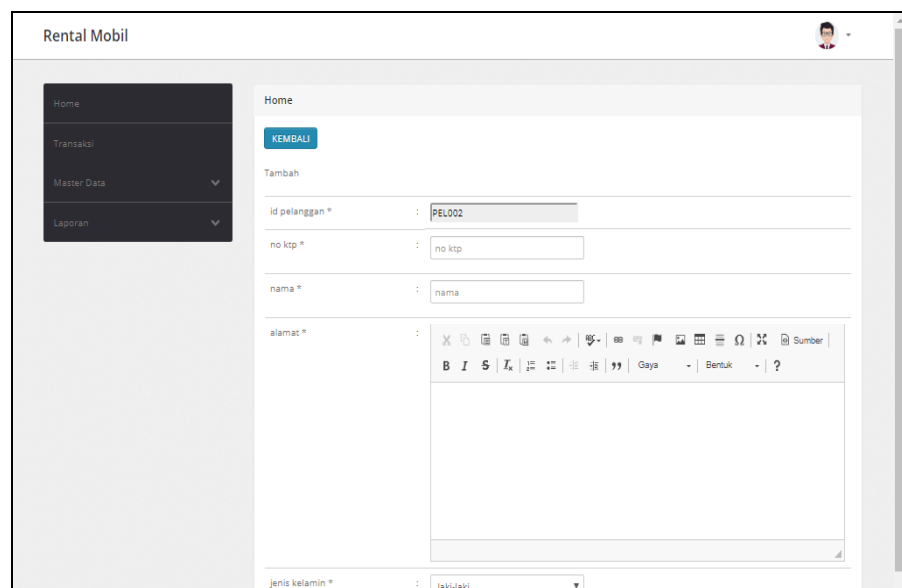 Rental Mobil
Home
Transaksi
Master Data
Laporan
Home
KEMBALI
Tambah
id pelanggan * : PEL002
no ktp * : no ktp
nama * : nama
alamat * :
Sumber
Gaya Bentuk ?
jenis kelamin * : laki-laki